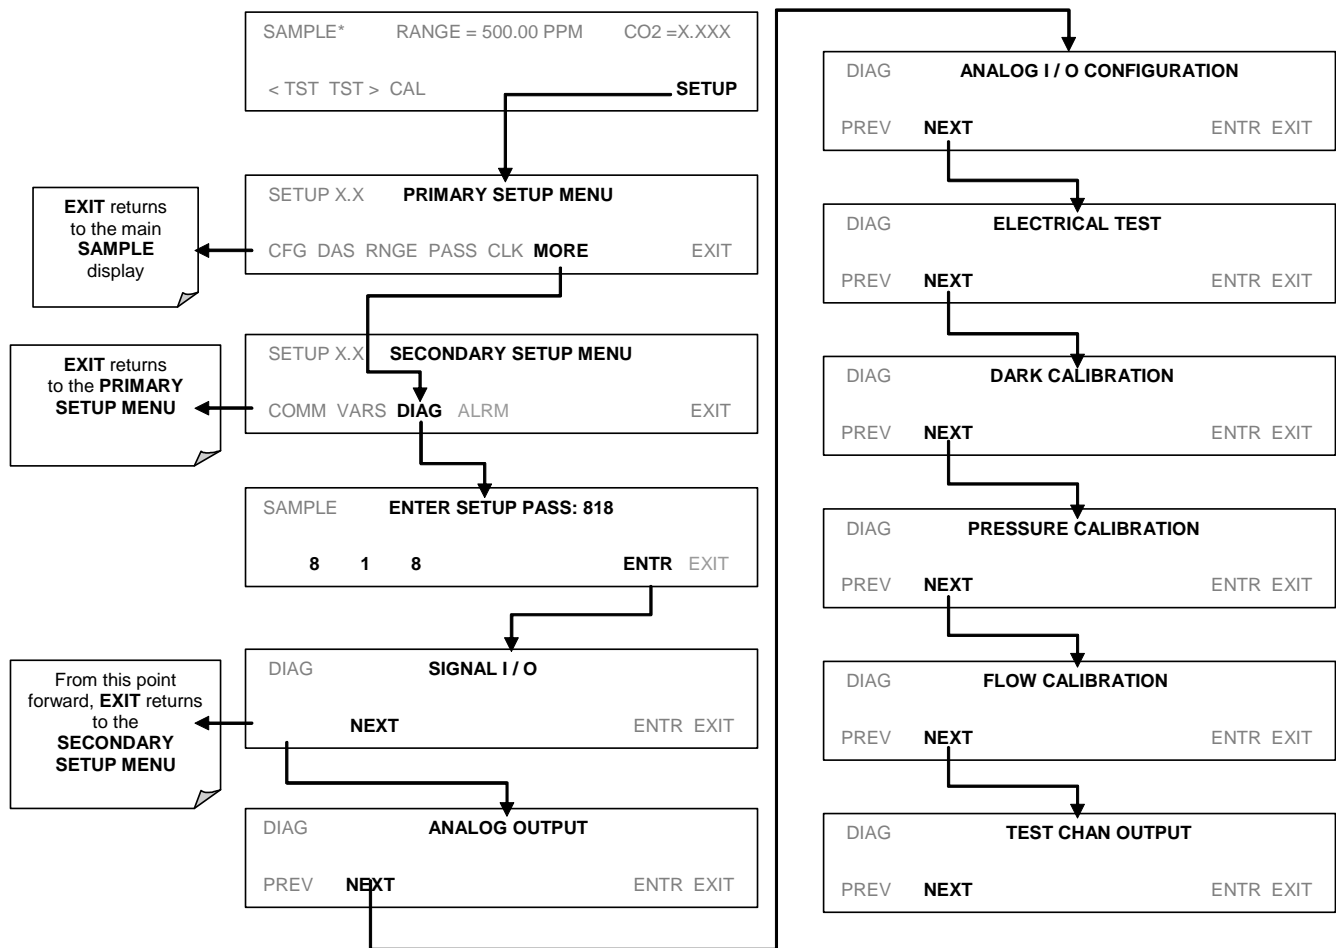 SAMPLE* RANGE = 500.00 PPM CO2 =X.XXX
< TST TST > CAL SETUP
SETUP X.X PRIMARY SETUP MENU
CFG DAS RNGE PASS CLK MORE EXIT
EXIT returns
to the main
SAMPLE
display
SETUP X.X SECONDARY SETUP MENU
COMM VARS DIAG ALRM EXIT
EXIT returns
to the PRIMARY
SETUP MENU
SAMPLE ENTER SETUP PASS: 818
8 1 8 ENTR EXIT
DIAG SIGNAL I / O
NEXT ENTR EXIT
From this point
forward, EXIT returns
to the
SECONDARY
SETUP MENU
DIAG ANALOG OUTPUT
PREV NEXT ENTR EXIT
DIAG ANALOG I / O CONFIGURATION
PREV NEXT ENTR EXIT
DIAG ELECTRICAL TEST
PREV NEXT ENTR EXIT
DIAG DARK CALIBRATION
PREV NEXT ENTR EXIT
DIAG PRESSURE CALIBRATION
PREV NEXT ENTR EXIT
DIAG FLOW CALIBRATION
PREV NEXT ENTR EXIT
DIAG TEST CHAN OUTPUT
PREV NEXT ENTR EXIT